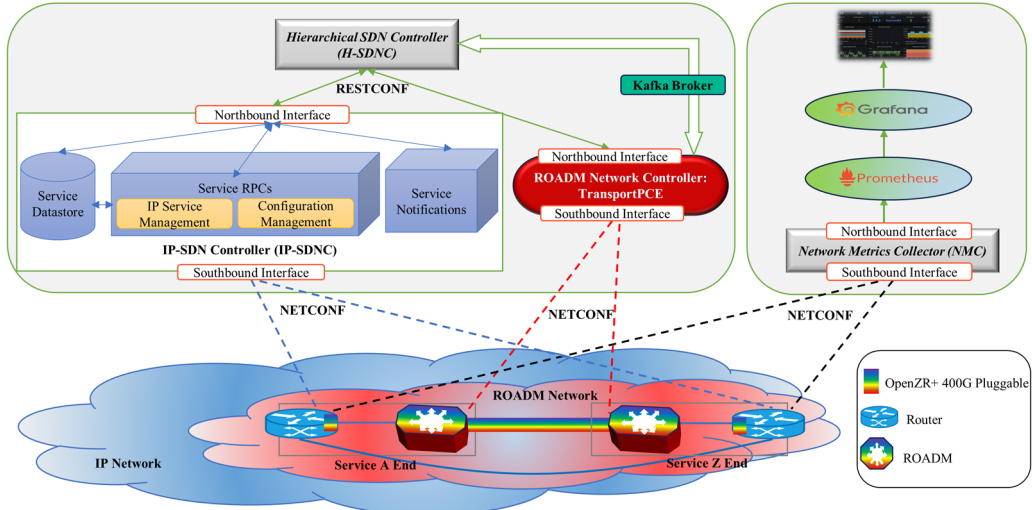 Hierarchical SDN Controller
(H-SDNC)
RESTCONF
Kafka Broker
Northbound Interface
Service
Datastore
Service RPCs
IP Service
Management
Configuration
Management
Service
Notifications
IP-SDN Controller (IP-SDNC)
Southbound Interface
Northbound Interface
ROADM Network Controller:
TransportPCE
Southbound Interface
Grafana
Prometheus
Northbound Interface
Network Metrics Collector (NMC)
Southbound Interface
NETCONF
NETCONF
NETCONF
ROADM Network
IP Network
Service A End
Service Z End
OpenZR+ 400G Pluggable
Router
ROADM